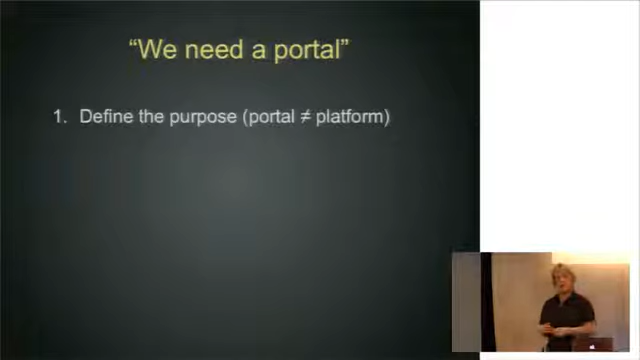 “We need a portal”
1. Define the purpose (portal ≠ platform)